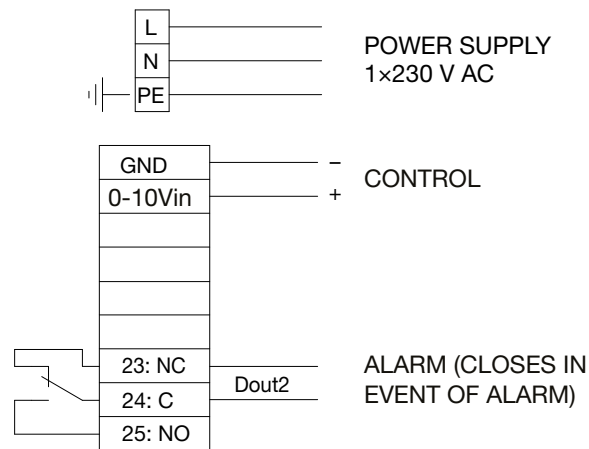 L
N
PE
POWER SUPPLY
1×230 V AC
GND
–
0-10Vin
+
CONTROL
23: NC
24: C
25: NO
Dout2
ALARM (CLOSES IN
EVENT OF ALARM)